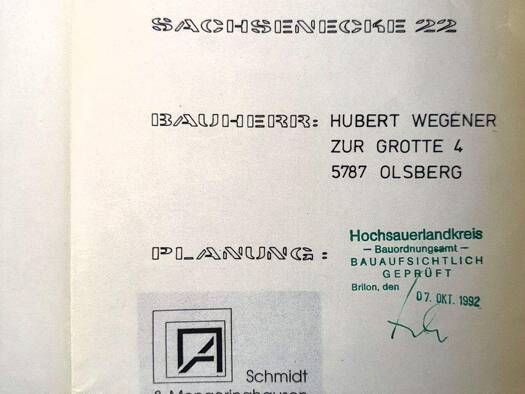 SACHSENECKE 22
BAUHERR: HUBERT WEGENER
ZUR GROTTE 4
5787 OLSBERG
PLANUNG:
Hochsauerlandkreis
– Bauordnungsamt –
BAUAUFSICHTLICH
GEPRÜFT
Brilon, den
07. OKT. 1992
A
Schmidt
& Mengeringhausen